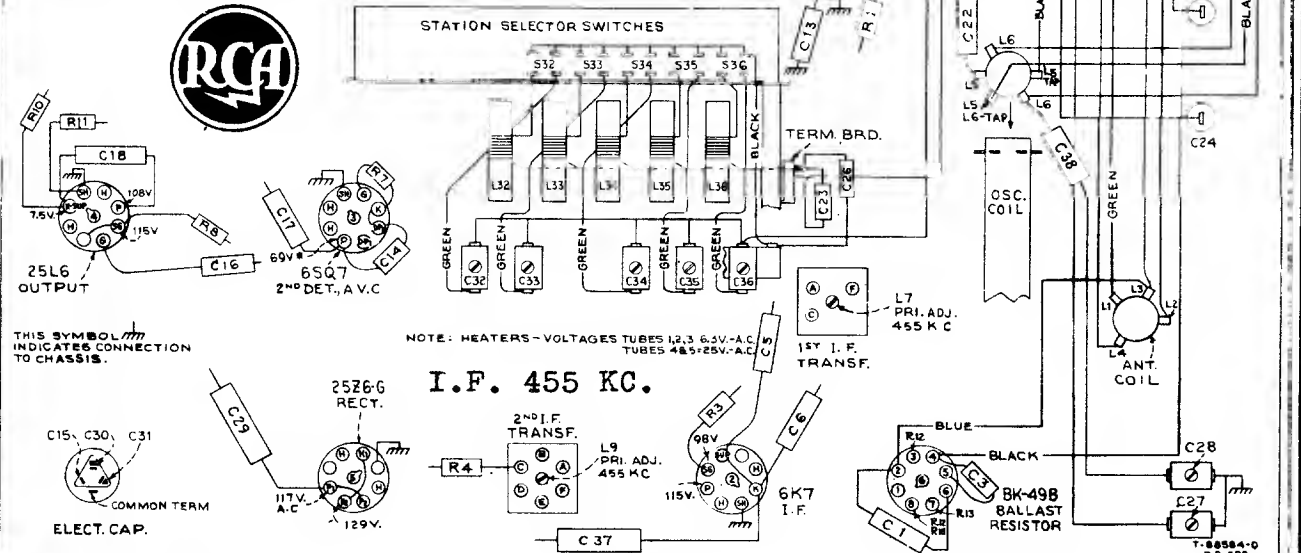 RCA
STATION SELECTOR SWITCHES
S32 S33 S34 S35 S36
C13
C22
L6
L5
TAP
L5
L6-TAP
L6
C24
C38
R10
R11
C18
108V
7.5V.
115V
R8
C16
25L6
OUTPUT
C17
R7
C14
69V*
6SQ7
2ND DET., A.V.C
L32 L33 L34 L35 L36
BLACK
TERM. BRD.
C26
C23
GREEN
GREEN
GREEN
GREEN
GREEN
C32 C33 C34 C35 C36
OSC.
COIL
GREEN
L1 L3 L2
L4
ANT.
COIL
A F
C
L7
PRI. ADJ.
455 KC
1ST I.F.
TRANSF.
THIS SYMBOL
INDICATES CONNECTION
TO CHASSIS.
NOTE: HEATERS-VOLTAGES TUBES 1,2,3 6.3V.-A.C.
TUBES 4&5=25V.-A.C.
I.F. 455 KC.
C5
C6
R3
C29
25Z6-G
RECT.
117V.
A-C
129V.
C15 C30 C31
COMMON TERM
ELECT. CAP.
R4
2ND I.F.
TRANSF.
L9
PRI. ADJ.
455 KC
98V
115V.
6K7
I.F.
C37
BLUE
BLACK
R12
C3
R13
C1
BK-49B
BALLAST
RESISTOR
C28
C27